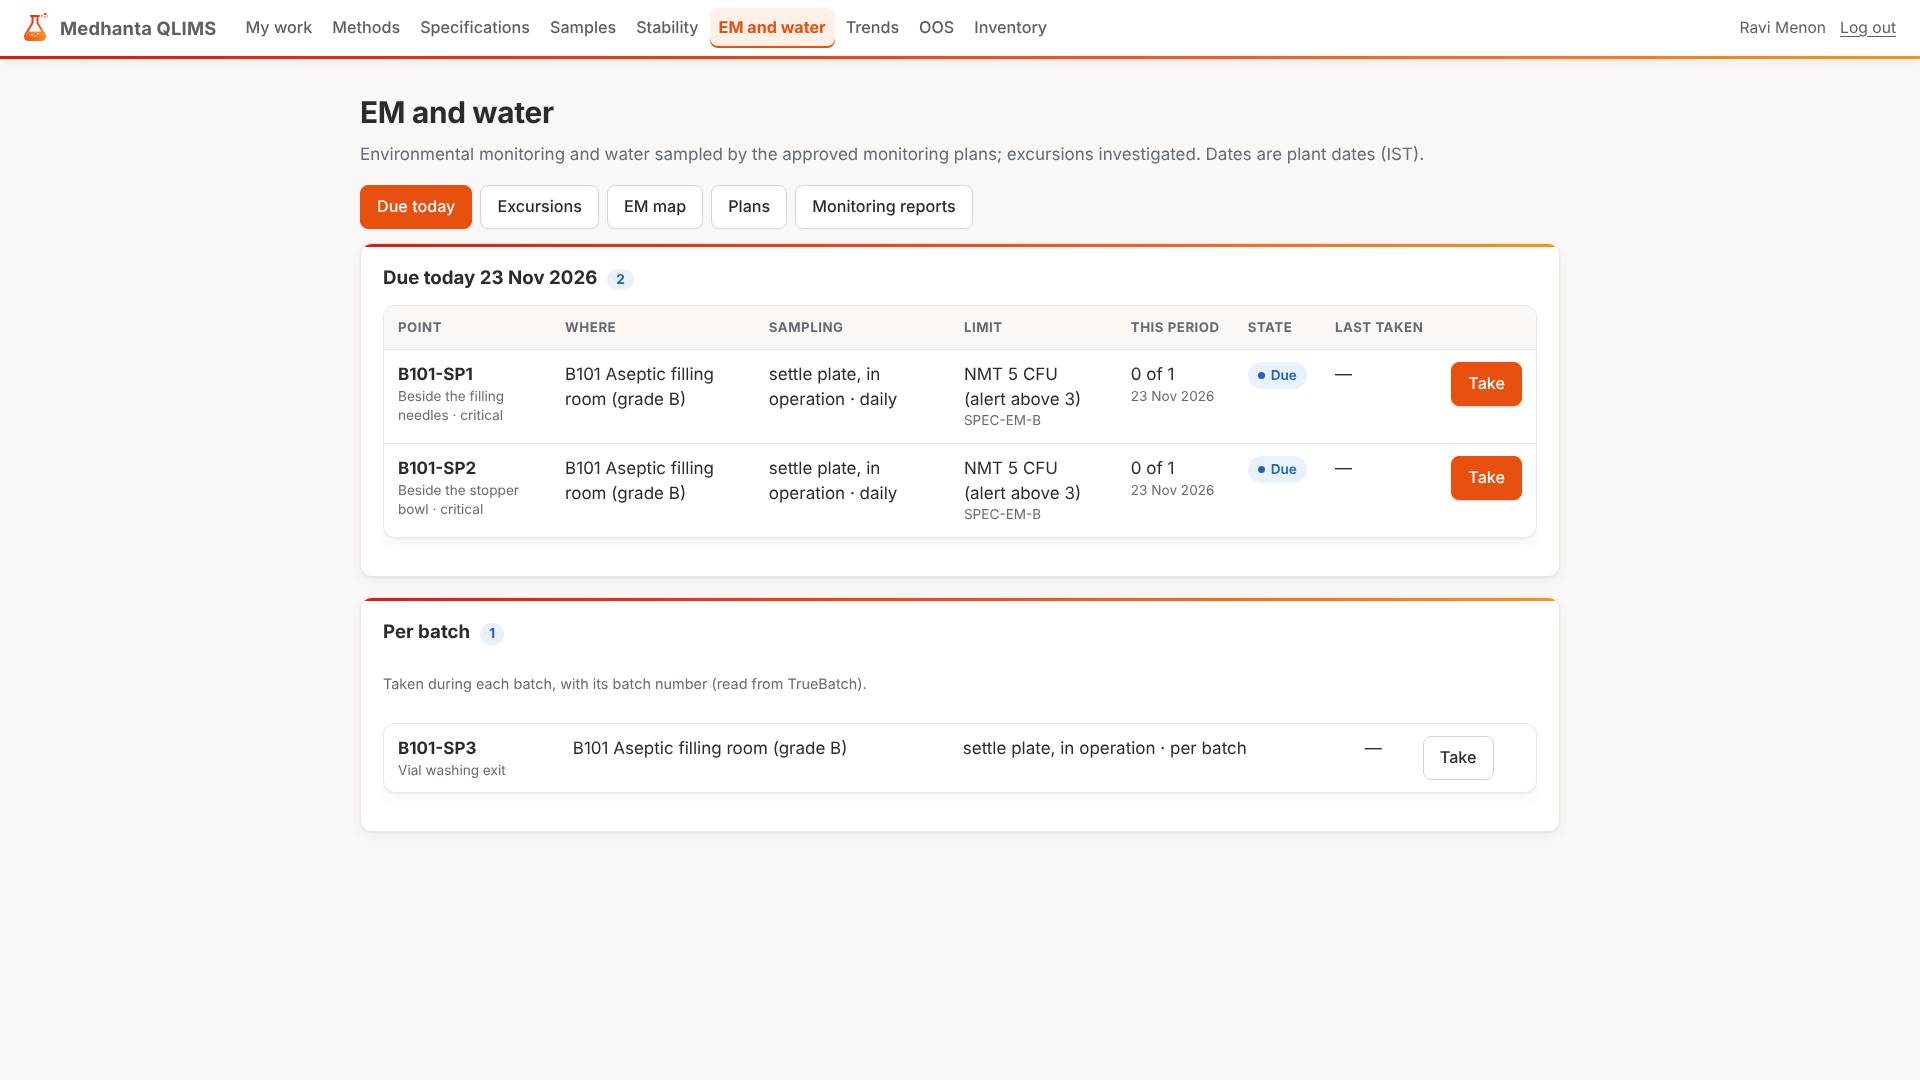 Medhanta QLIMS My work Methods Specifications Samples Stability EM and water Trends OOS Inventory Ravi Menon Log out
EM and water
Environmental monitoring and water sampled by the approved monitoring plans; excursions investigated. Dates are plant dates (IST).
Due today Excursions EM map Plans Monitoring reports
Due today 23 Nov 2026 2
POINT WHERE SAMPLING LIMIT THIS PERIOD STATE LAST TAKEN
B101-SP1 B101 Aseptic filling settle plate, in NMT 5 CFU 0 of 1 Due — Take
Beside the filling room (grade B) operation · daily (alert above 3) 23 Nov 2026
needles · critical SPEC-EM-B
B101-SP2 B101 Aseptic filling settle plate, in NMT 5 CFU 0 of 1 Due — Take
Beside the stopper room (grade B) operation · daily (alert above 3) 23 Nov 2026
bowl · critical SPEC-EM-B
Per batch 1
Taken during each batch, with its batch number (read from TrueBatch).
B101-SP3 B101 Aseptic filling room (grade B) settle plate, in operation · per batch — Take
Vial washing exit